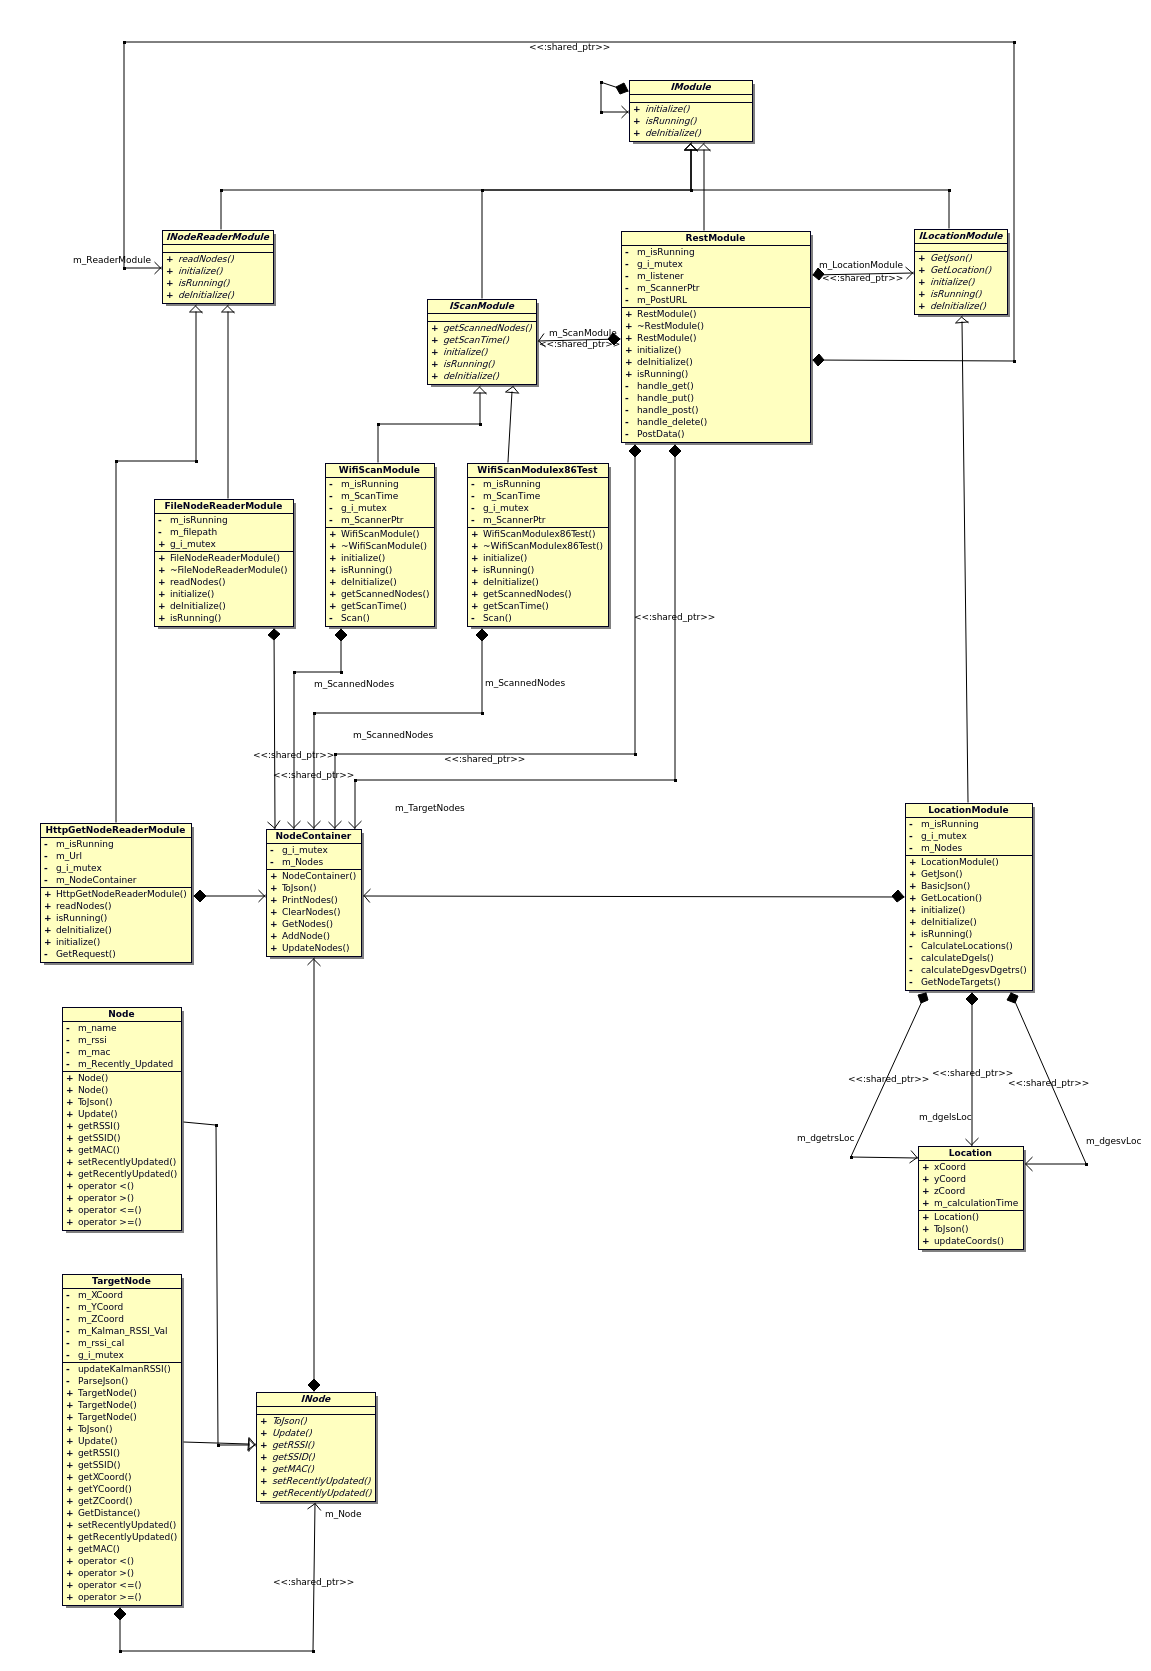 <<:shared_ptr>>
IModule
+ initialize()
+ isRunning()
+ deInitialize()
m_ReaderModule
INodeReaderModule
+ readNodes()
+ initialize()
+ isRunning()
+ deInitialize()
IScanModule
+ getScannedNodes()
+ getScanTime()
+ initialize()
+ isRunning()
+ deInitialize()
m_ScanModule
<<:shared_ptr>>
RestModule
- m_isRunning
- g_i_mutex
- m_listener
- m_ScannerPtr
- m_PostURL
+ RestModule()
+ ~RestModule()
+ RestModule()
+ initialize()
+ deInitialize()
+ isRunning()
- handle_get()
- handle_put()
- handle_post()
- handle_delete()
- PostData()
m_LocationModule
<<:shared_ptr>>
ILocationModule
+ GetJson()
+ GetLocation()
+ initialize()
+ isRunning()
+ deInitialize()
FileNodeReaderModule
- m_isRunning
- m_filepath
+ g_i_mutex
+ FileNodeReaderModule()
+ ~FileNodeReaderModule()
+ readNodes()
+ initialize()
+ deInitialize()
+ isRunning()
WifiScanModule
- m_isRunning
- m_ScanTime
- g_i_mutex
- m_ScannerPtr
+ WifiScanModule()
+ ~WifiScanModule()
+ initialize()
+ isRunning()
+ deInitialize()
+ getScannedNodes()
+ getScanTime()
- Scan()
WifiScanModulex86Test
- m_isRunning
- m_ScanTime
- g_i_mutex
- m_ScannerPtr
+ WifiScanModulex86Test()
+ ~WifiScanModulex86Test()
+ initialize()
+ isRunning()
+ deInitialize()
+ getScannedNodes()
+ getScanTime()
- Scan()
<<:shared_ptr>>
m_ScannedNodes
m_ScannedNodes
m_ScannedNodes
<<:shared_ptr>>
<<:shared_ptr>>
<<:shared_ptr>>
m_TargetNodes
HttpGetNodeReaderModule
- m_isRunning
- m_Url
- g_i_mutex
- m_NodeContainer
+ HttpGetNodeReaderModule()
+ readNodes()
+ isRunning()
+ deInitialize()
+ initialize()
- GetRequest()
NodeContainer
- g_i_mutex
- m_Nodes
+ NodeContainer()
+ ToJson()
+ PrintNodes()
+ ClearNodes()
+ GetNodes()
+ AddNode()
+ UpdateNodes()
LocationModule
- m_isRunning
- g_i_mutex
- m_Nodes
+ LocationModule()
+ GetJson()
+ BasicJson()
+ GetLocation()
+ initialize()
+ deInitialize()
+ isRunning()
- CalculateLocations()
- calculateDgels()
- calculateDgesvDgetrs()
- GetNodeTargets()
<<:shared_ptr>>
<<:shared_ptr>>
<<:shared_ptr>>
m_dgelsLoc
m_dgetrsLoc
m_dgesvLoc
Location
+ xCoord
+ yCoord
+ zCoord
+ m_calculationTime
+ Location()
+ ToJson()
+ updateCoords()
Node
- m_name
- m_rssi
- m_mac
- m_Recently_Updated
+ Node()
+ Node()
+ ToJson()
+ Update()
+ getRSSI()
+ getSSID()
+ getMAC()
+ setRecentlyUpdated()
+ getRecentlyUpdated()
+ operator <()
+ operator >()
+ operator <=()
+ operator >=()
TargetNode
- m_XCoord
- m_YCoord
- m_ZCoord
- m_Kalman_RSSI_Val
- m_rssi_cal
- g_i_mutex
- updateKalmanRSSI()
- ParseJson()
+ TargetNode()
+ TargetNode()
+ TargetNode()
+ ToJson()
+ Update()
+ getRSSI()
+ getSSID()
+ getXCoord()
+ getYCoord()
+ getZCoord()
+ GetDistance()
+ setRecentlyUpdated()
+ getRecentlyUpdated()
+ getMAC()
+ operator <()
+ operator >()
+ operator <=()
+ operator >=()
INode
+ ToJson()
+ Update()
+ getRSSI()
+ getSSID()
+ getMAC()
+ setRecentlyUpdated()
+ getRecentlyUpdated()
m_Node
<<:shared_ptr>>